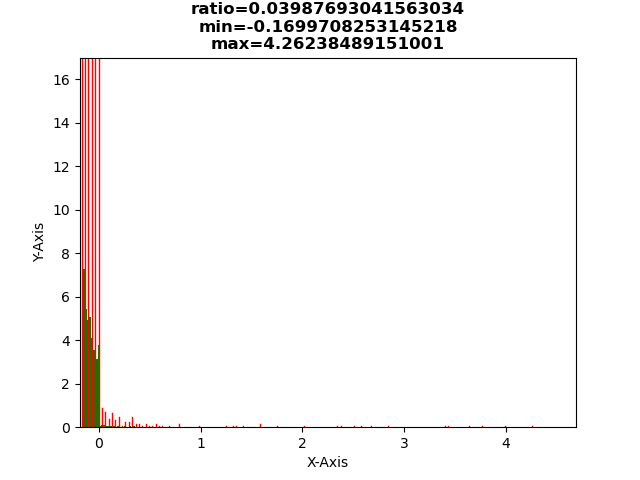 ratio=0.03987693041563034
min=-0.1699708253145218
max=4.26238489151001
16
14
12
10
8
6
4
2
0
Y-Axis
0
1
2
3
4
X-Axis